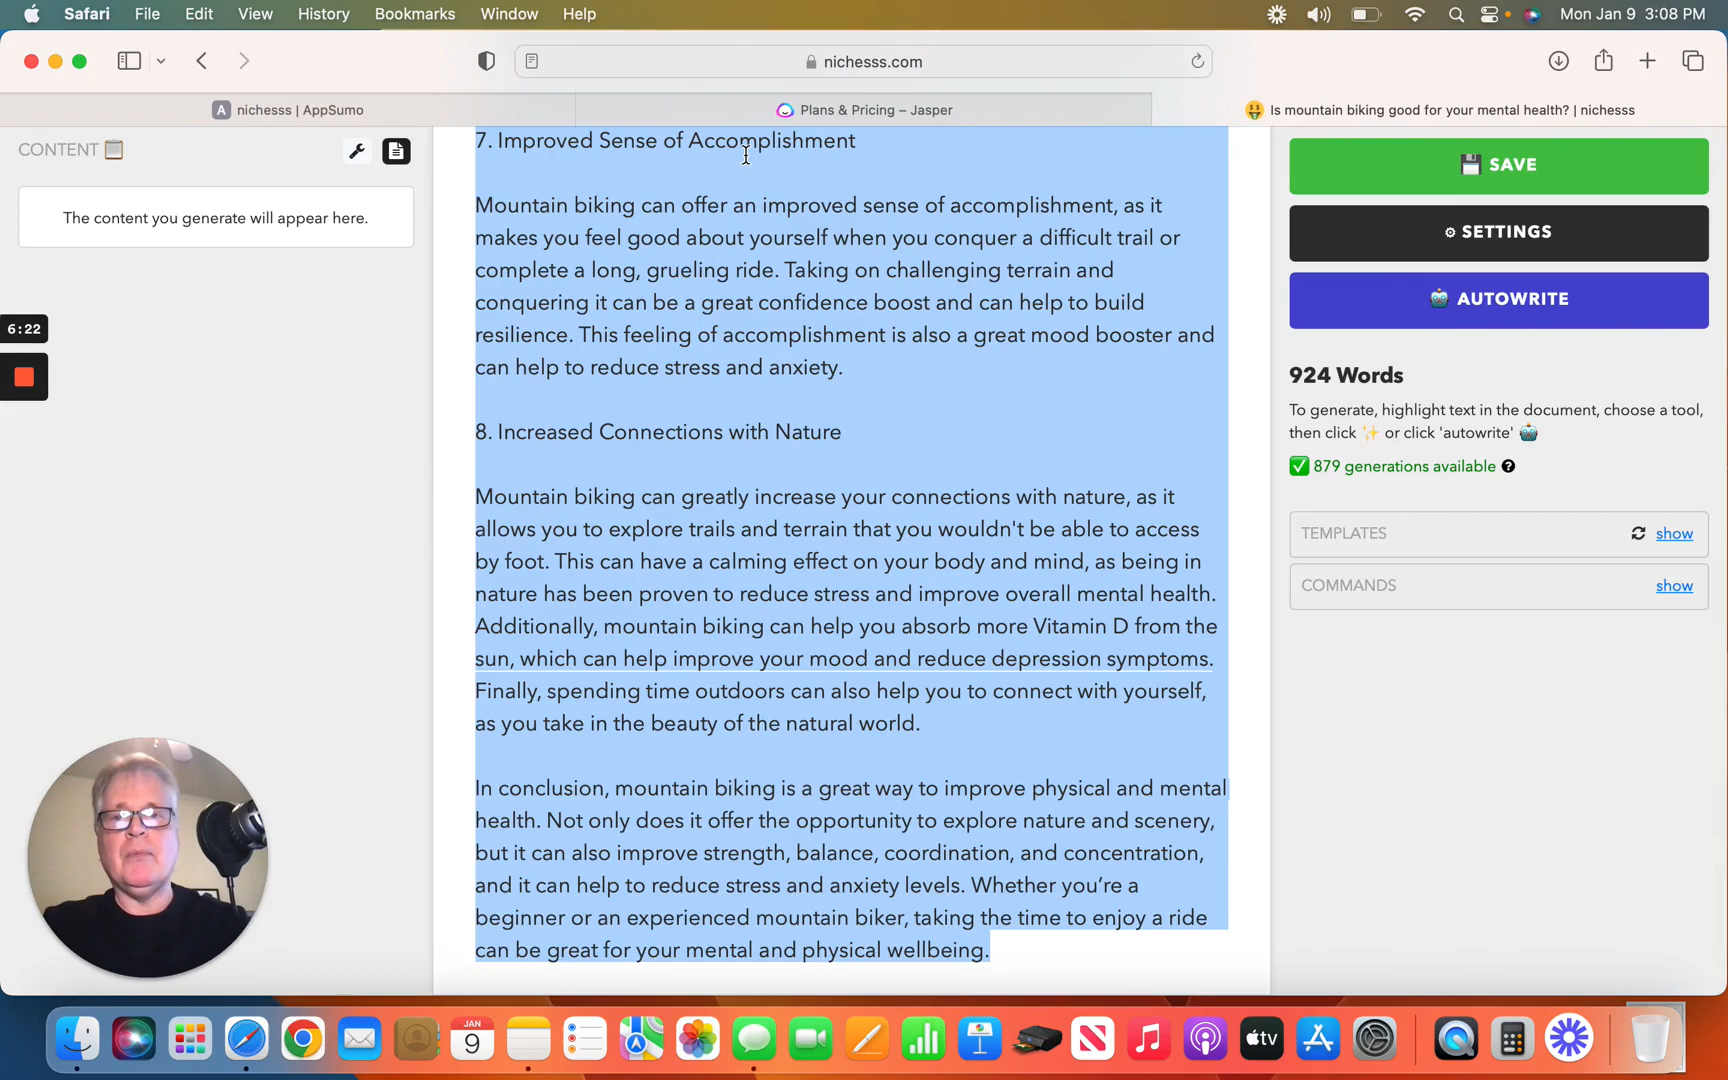 Safari File Edit View History Bookmarks Window Help Mon Jan 9 3:08 PM
nichesss.com
A nichesss | AppSumo
Plans & Pricing – Jasper
Is mountain biking good for your mental health? | nichesss
CONTENT
The content you generate will appear here.
6:22
7. Improved Sense of Accomplishment
Mountain biking can offer an improved sense of accomplishment, as it
makes you feel good about yourself when you conquer a difficult trail or
complete a long, grueling ride. Taking on challenging terrain and
conquering it can be a great confidence boost and can help to build
resilience. This feeling of accomplishment is also a great mood booster and
can help to reduce stress and anxiety.
8. Increased Connections with Nature
Mountain biking can greatly increase your connections with nature, as it
allows you to explore trails and terrain that you wouldn't be able to access
by foot. This can have a calming effect on your body and mind, as being in
nature has been proven to reduce stress and improve overall mental health.
Additionally, mountain biking can help you absorb more Vitamin D from the
sun, which can help improve your mood and reduce depression symptoms.
Finally, spending time outdoors can also help you to connect with yourself,
as you take in the beauty of the natural world.
In conclusion, mountain biking is a great way to improve physical and mental
health. Not only does it offer the opportunity to explore nature and scenery,
but it can also improve strength, balance, coordination, and concentration,
and it can help to reduce stress and anxiety levels. Whether you’re a
beginner or an experienced mountain biker, taking the time to enjoy a ride
can be great for your mental and physical wellbeing.
SAVE
SETTINGS
AUTOWRITE
924 Words
To generate, highlight text in the document, choose a tool,
then click ✨ or click 'autowrite' 🤖
879 generations available
TEMPLATES show
COMMANDS show
JAN
9
tv